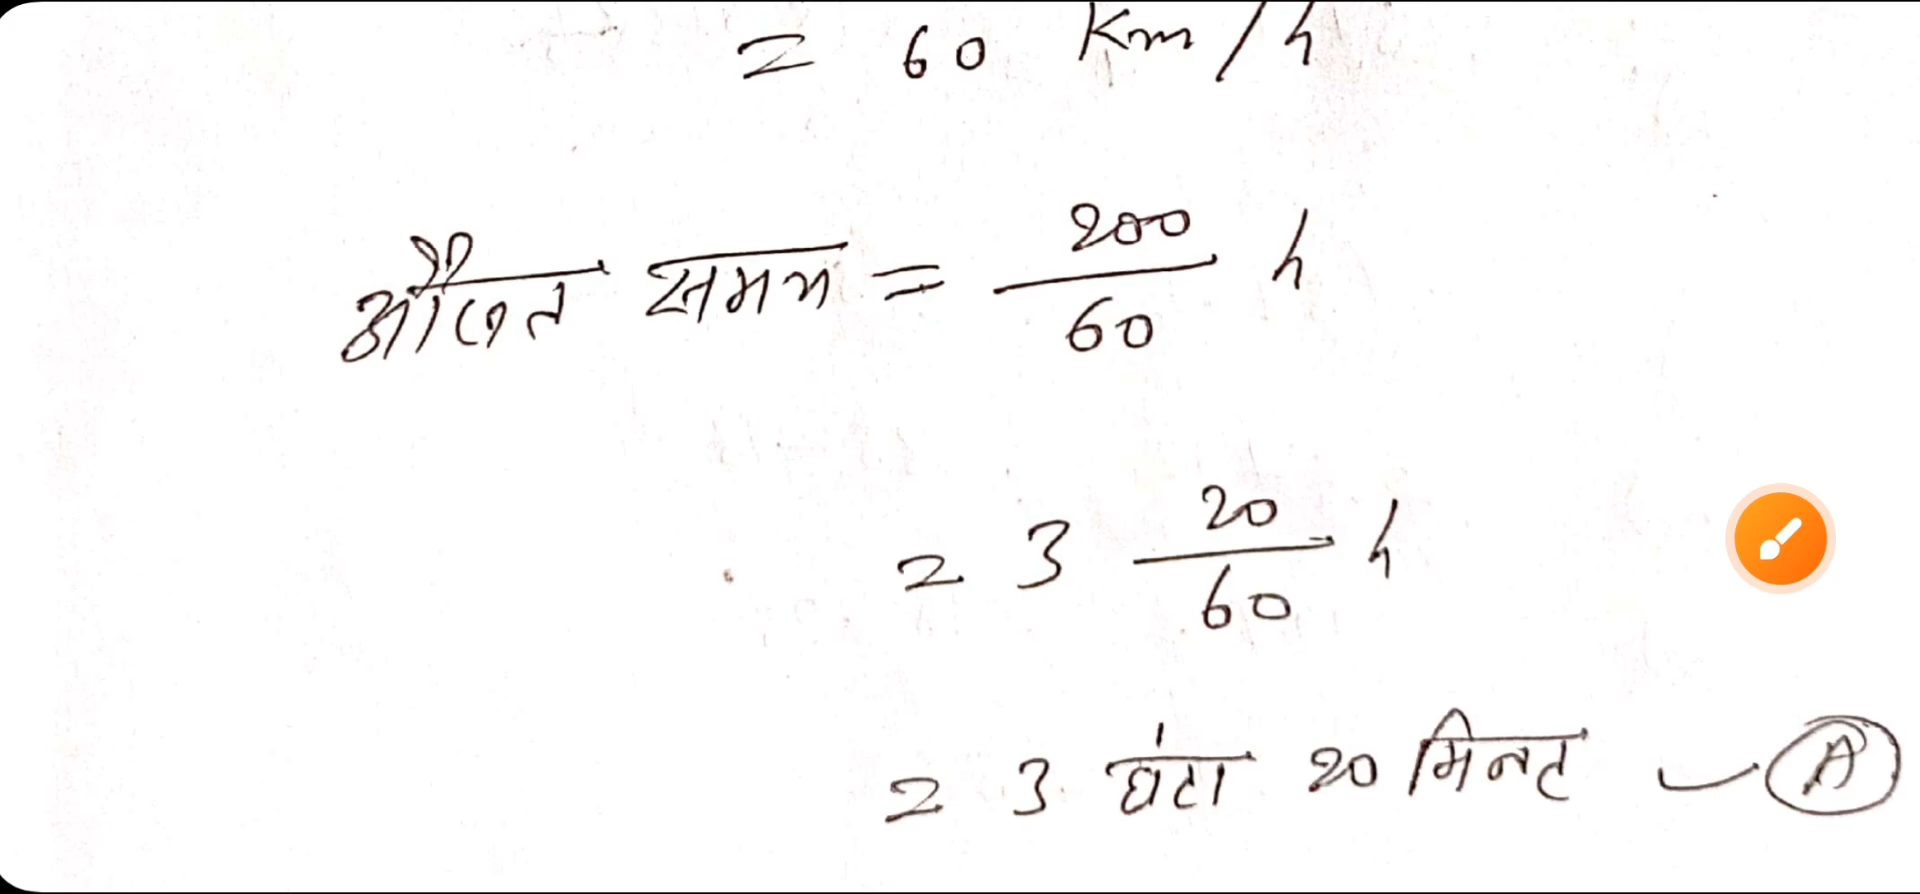 = 60 Km/h
औसत समय = 200/60 h
= 3 20/60 h
= 3 घंटा 20 मिनट (A)